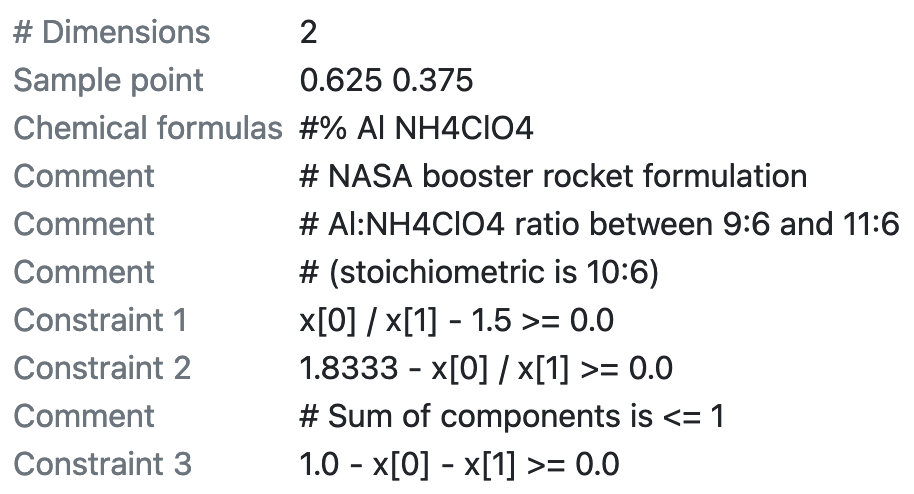 # Dimensions 2
Sample point 0.625 0.375
Chemical formulas #% Al NH4ClO4
Comment # NASA booster rocket formulation
Comment # Al:NH4ClO4 ratio between 9:6 and 11:6
Comment # (stoichiometric is 10:6)
Constraint 1 x[0] / x[1] - 1.5 >= 0.0
Constraint 2 1.8333 - x[0] / x[1] >= 0.0
Comment # Sum of components is <= 1
Constraint 3 1.0 - x[0] - x[1] >= 0.0